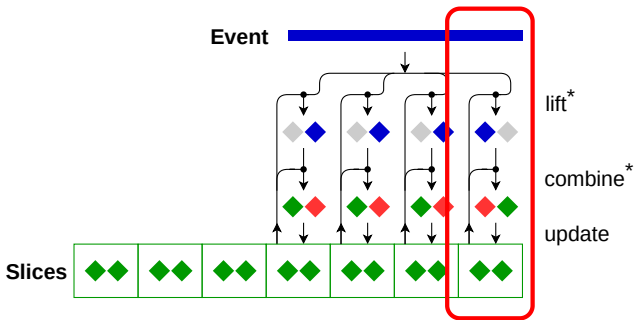 Event
lift*
combine*
update
Slices